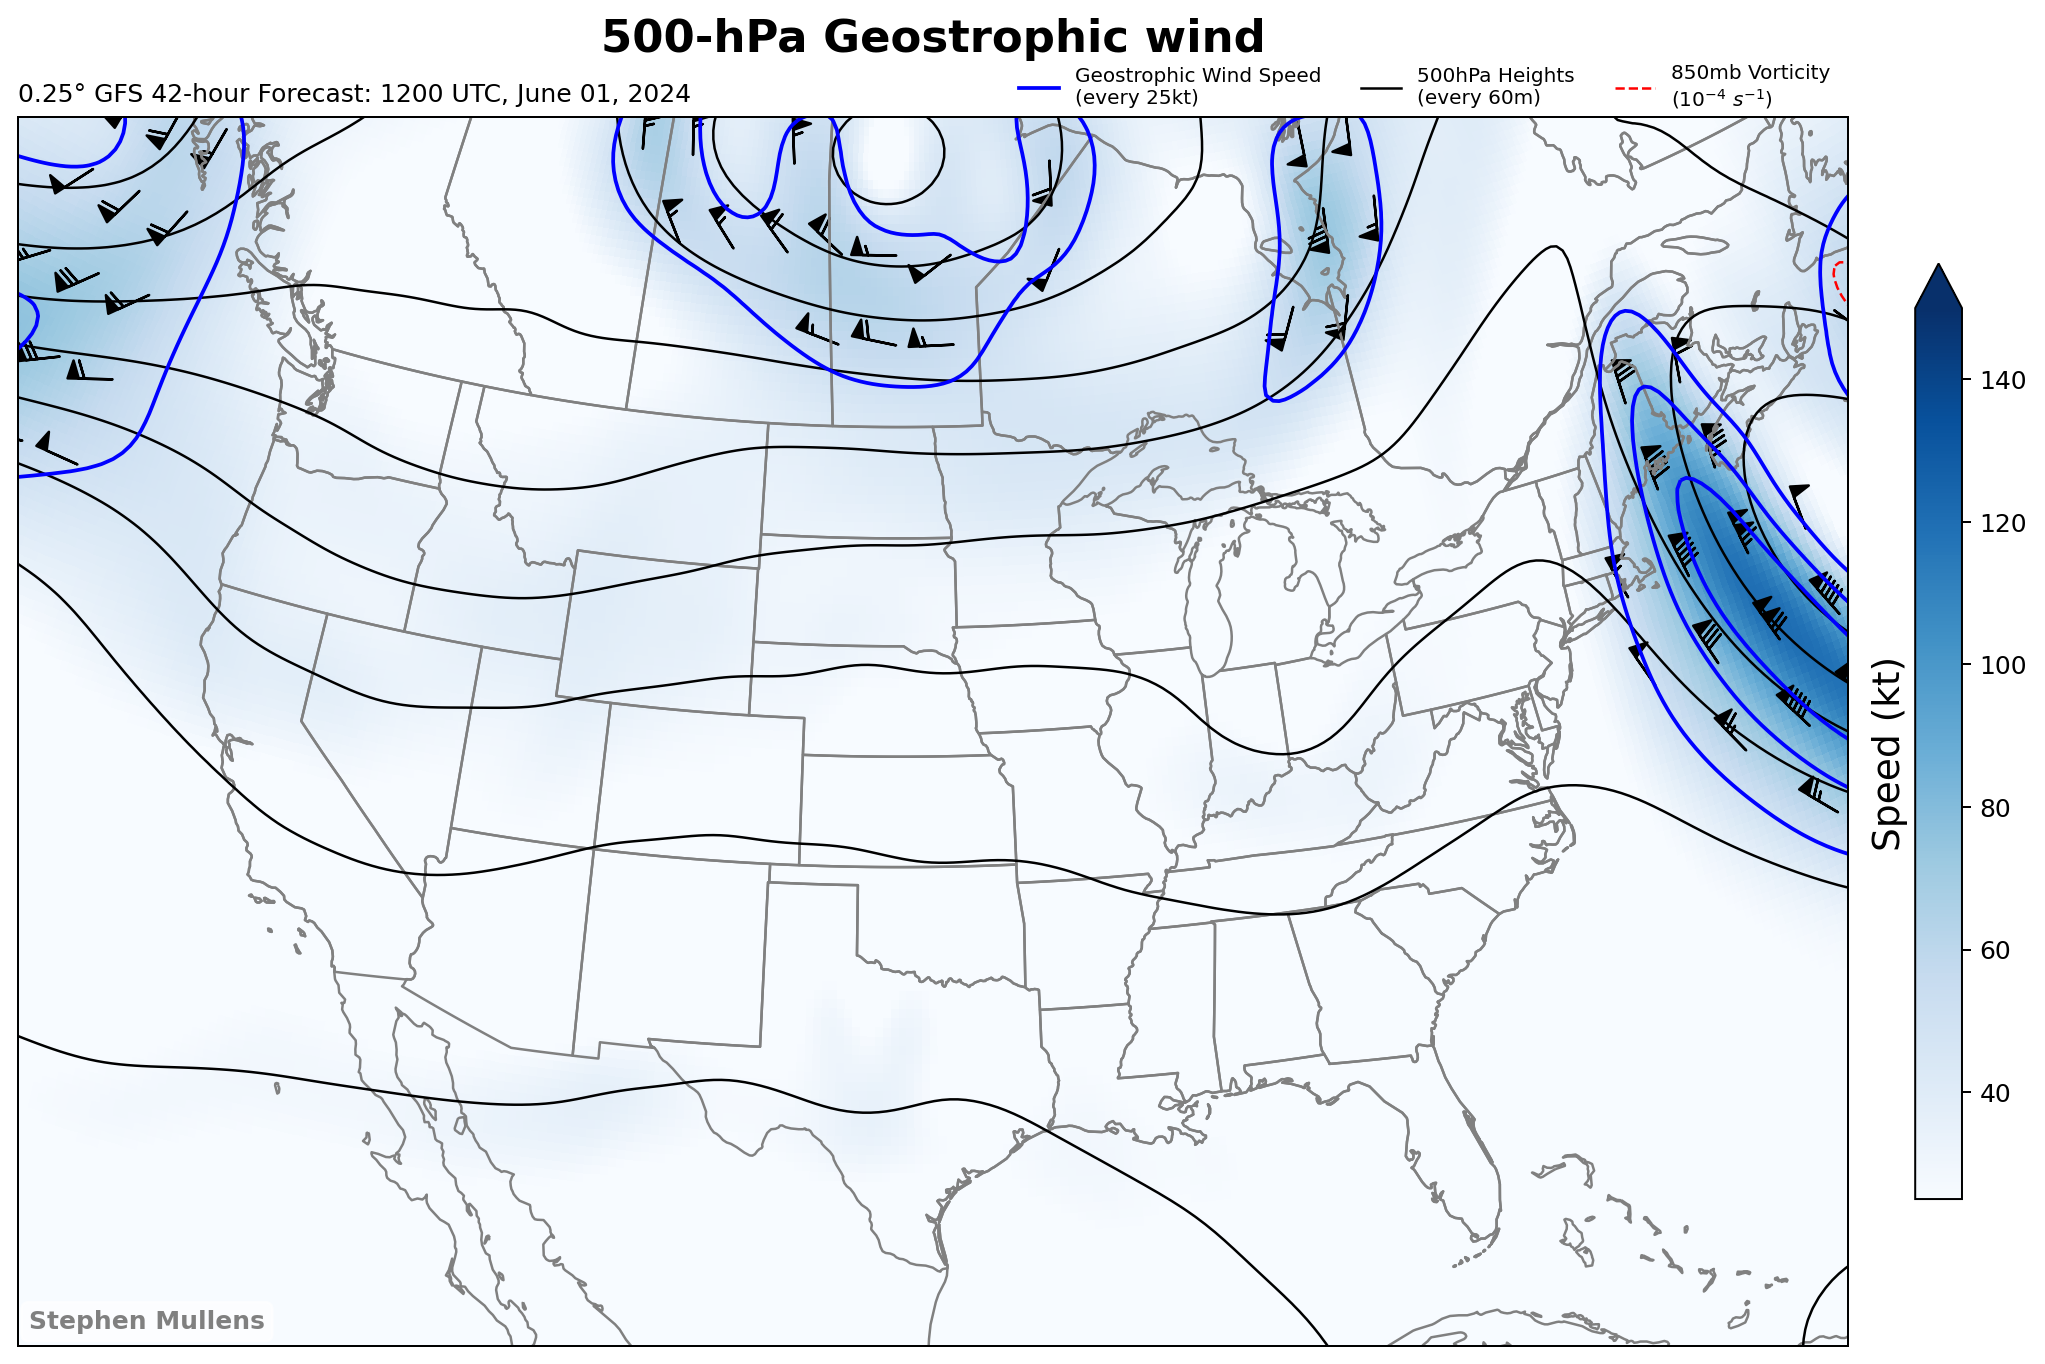 500-hPa Geostrophic wind
0.25° GFS 42-hour Forecast: 1200 UTC, June 01, 2024
Geostrophic Wind Speed
(every 25kt)
500hPa Heights
(every 60m)
850mb Vorticity
(10⁻⁴ s⁻¹)
140
120
100
80
60
40
Speed (kt)
Stephen Mullens